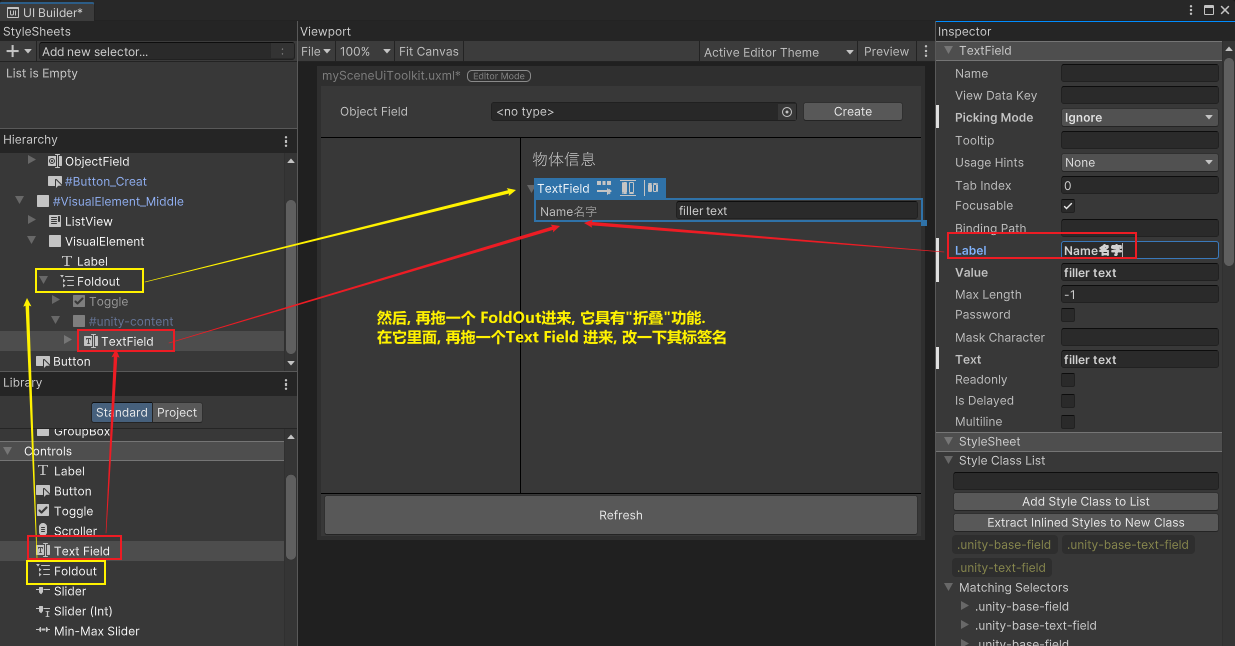 UI Builder*
StyleSheets
Add new selector...
List is Empty
Hierarchy
ObjectField
#Button_Creat
#VisualElement_Middle
ListView
VisualElement
Label
Foldout
Toggle
#unity-content
TextField
Button
Library
Standard Project
GroupBox
Controls
Label
Button
Toggle
Scroller
Text Field
Foldout
Slider
Slider (Int)
Min-Max Slider
Viewport
File 100% Fit Canvas Active Editor Theme Preview
mySceneUiToolkit.uxml* Editor Mode
Object Field <no type> Create
物体信息
TextField
Name名字 filler text
然后, 再拖一个 FoldOut进来, 它具有"折叠"功能.
在它里面, 再拖一个Text Field 进来, 改一下其标签名
Refresh
Inspector
TextField
Name
View Data Key
Picking Mode Ignore
Tooltip
Usage Hints None
Tab Index 0
Focusable
Binding Path
Label Name名字
Value filler text
Max Length -1
Password
Mask Character
Text filler text
Readonly
Is Delayed
Multiline
StyleSheet
Style Class List
Add Style Class to List
Extract Inlined Styles to New Class
.unity-base-field .unity-base-text-field
.unity-text-field
Matching Selectors
.unity-base-field
.unity-base-text-field
.unity-base-field